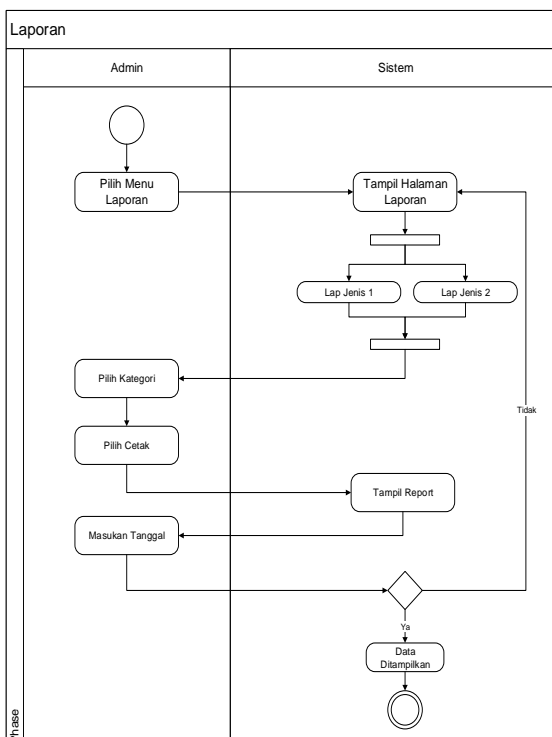 Laporan
Admin
Sistem
Pilih Menu
Laporan
Tampil Halaman
Laporan
Lap Jenis 1
Lap Jenis 2
Pilih Kategori
Tidak
Pilih Cetak
Tampil Report
Masukan Tanggal
Ya
Data
Ditampilkan
Phase